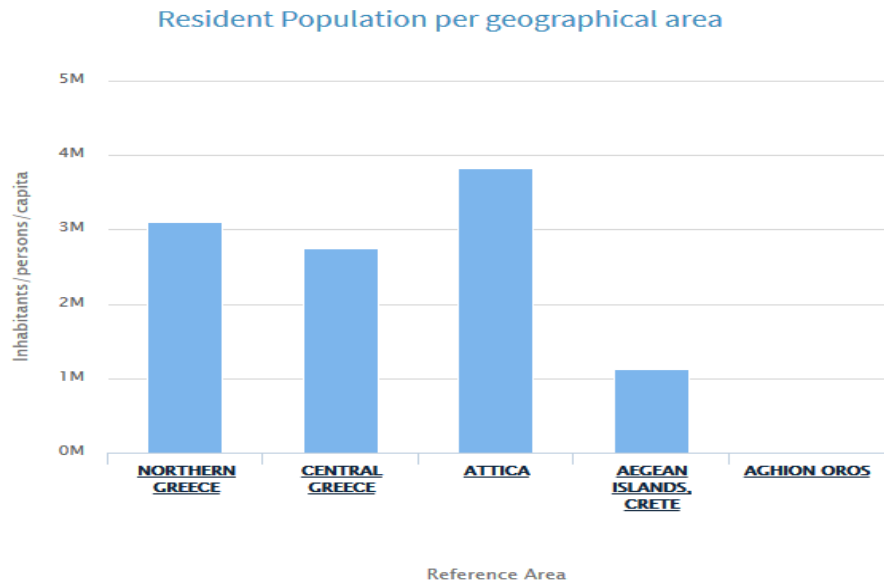 Resident Population per geographical area
5M
4M
3M
2M
1M
0M
Inhabitants/persons/capita
NORTHERN
GREECE
CENTRAL
GREECE
ATTICA
AEGEAN
ISLANDS,
CRETE
AGHION OROS
Reference Area